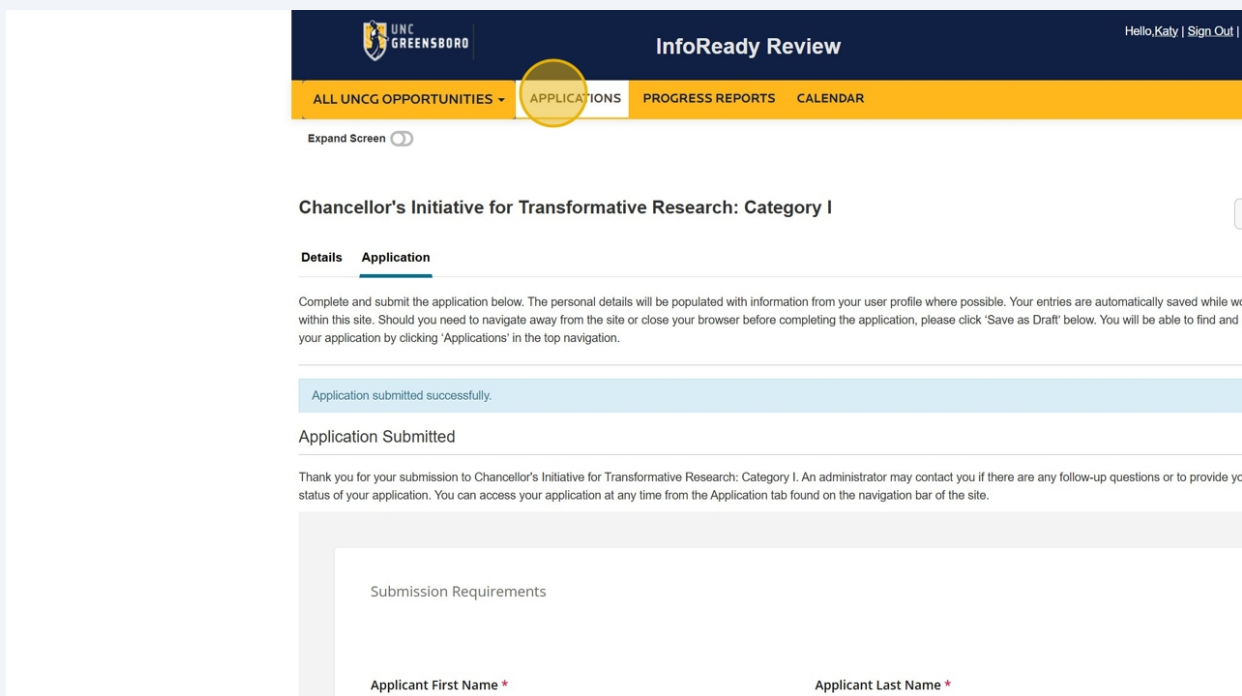 UNC
GREENSBORO
InfoReady Review
Hello,Katy | Sign Out |
ALL UNCG OPPORTUNITIES
APPLICATIONS
PROGRESS REPORTS
CALENDAR
Expand Screen
Chancellor's Initiative for Transformative Research: Category I
Details
Application
Complete and submit the application below. The personal details will be populated with information from your user profile where possible. Your entries are automatically saved while wo
within this site. Should you need to navigate away from the site or close your browser before completing the application, please click 'Save as Draft' below. You will be able to find and
your application by clicking 'Applications' in the top navigation.
Application submitted successfully.
Application Submitted
Thank you for your submission to Chancellor's Initiative for Transformative Research: Category I. An administrator may contact you if there are any follow-up questions or to provide yo
status of your application. You can access your application at any time from the Application tab found on the navigation bar of the site.
Submission Requirements
Applicant First Name *
Applicant Last Name *